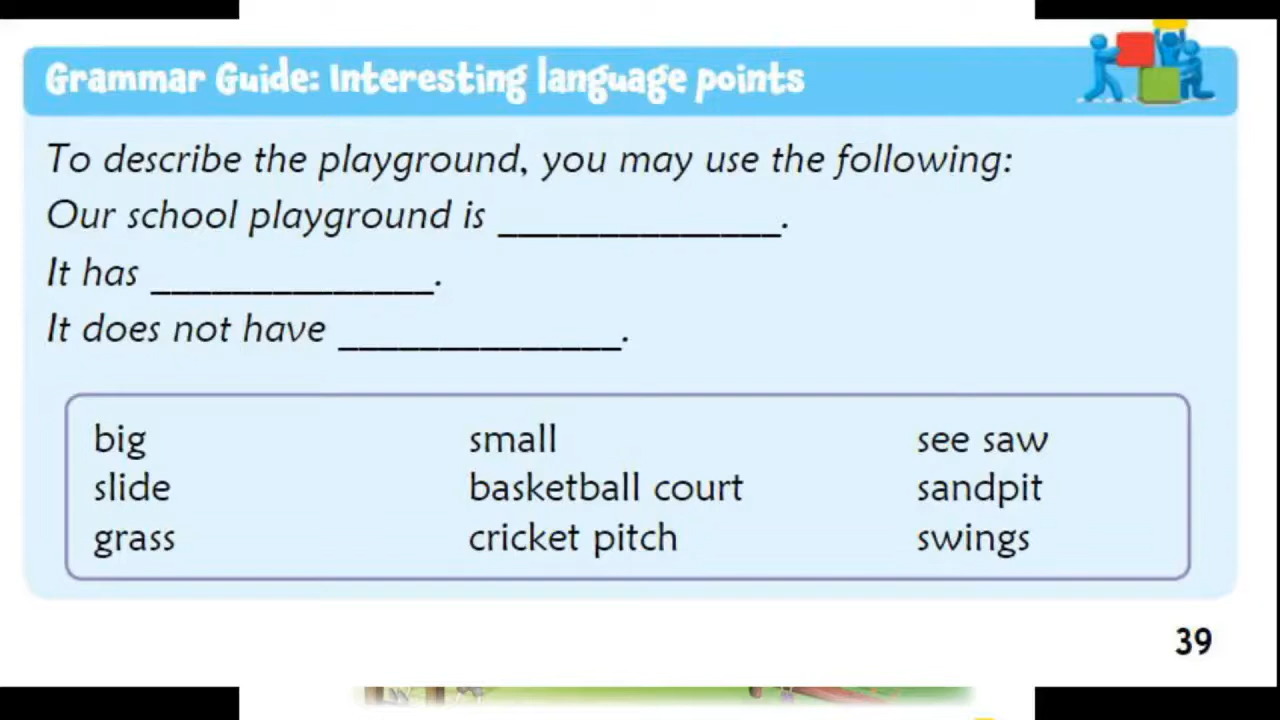 Grammar Guide: Interesting language points
To describe the playground, you may use the following:
Our school playground is ______________.
It has ______________.
It does not have ______________.
big small see saw
slide basketball court sandpit
grass cricket pitch swings
39